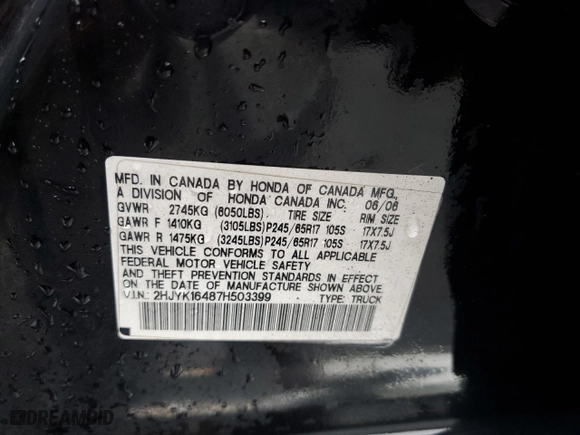 MFD. IN CANADA BY HONDA OF CANADA MFG.,
A DIVISION OF HONDA CANADA INC. 06/06
GVWR 2745KG (6050LBS) TIRE SIZE RIM SIZE
GAWR F 1410KG (3105LBS)P245/65R17 105S 17X7.5J
GAWR R 1475KG (3245LBS)P245/65R17 105S 17X7.5J
THIS VEHICLE CONFORMS TO ALL APPLICABLE
FEDERAL MOTOR VEHICLE SAFETY
AND THEFT PREVENTION STANDARDS IN EFFECT
ON THE DATE OF MANUFACTURE SHOWN ABOVE.
V.I.N.: 2HJYK16487H503399 TYPE: TRUCK
DREAMBID